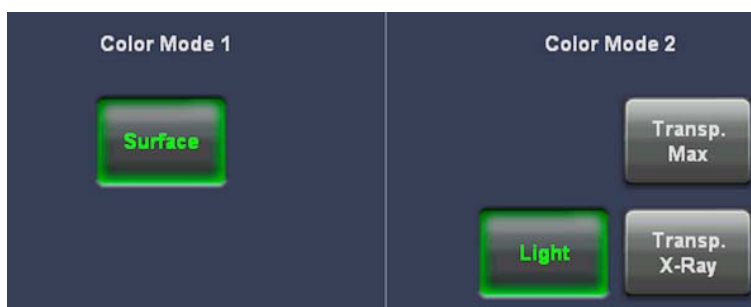 Color Mode 1
Color Mode 2
Surface
Transp.
Max
Light
Transp.
X-Ray